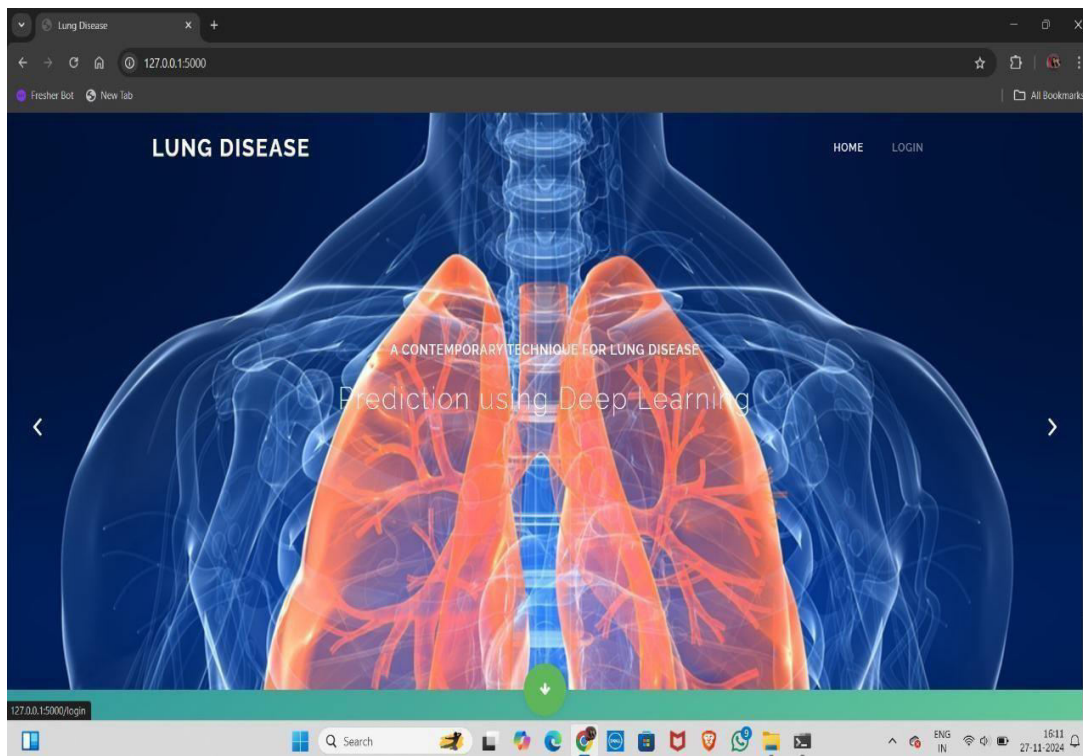 Lung Disease
127.0.0.1:5000
Fresher Bot New Tab All Bookmarks
LUNG DISEASE HOME LOGIN
A CONTEMPORARY TECHNIQUE FOR LUNG DISEASE
Prediction using Deep Learning
127.0.0.1:5000/login
Search ENG 16:11
IN 27-11-2024